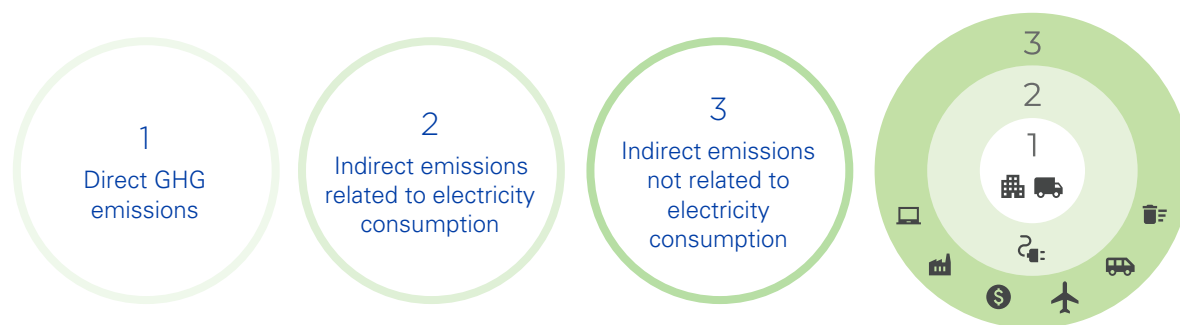 1
Direct GHG
emissions
2
Indirect emissions
related to electricity
consumption
3
Indirect emissions
not related to
electricity
consumption
3
2
1
$